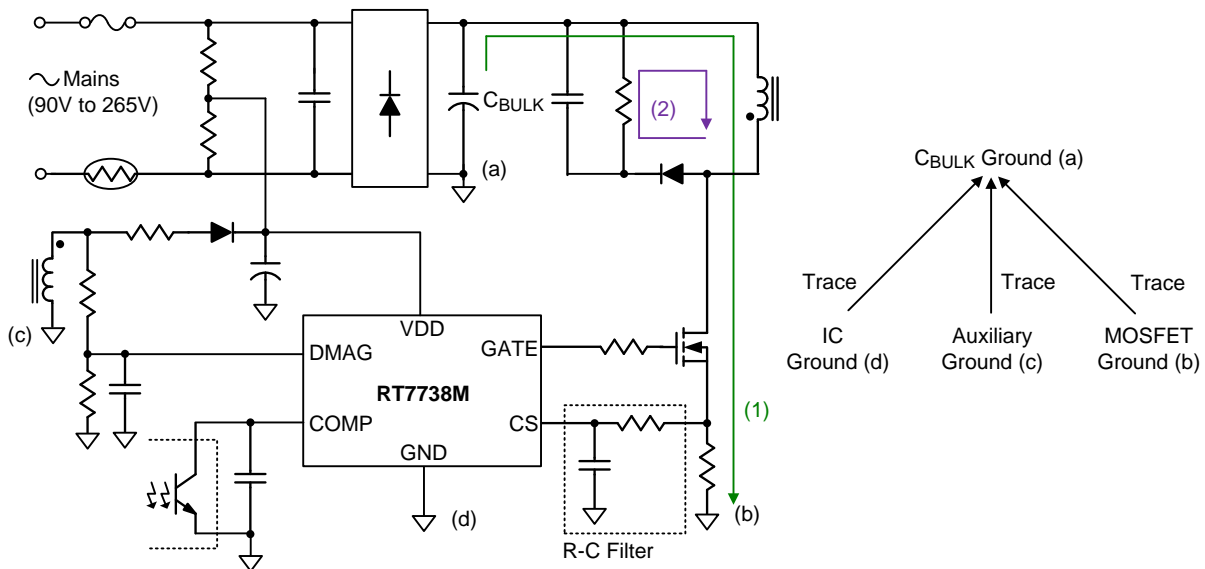 Mains
(90V to 265V)
CBULK
(a)
(2)
CBULK Ground (a)
Trace
Trace
Trace
IC
Ground (d)
Auxiliary
Ground (c)
MOSFET
Ground (b)
(c)
VDD
DMAG
GATE
RT7738M
COMP
CS
GND
(1)
(d)
(b)
R-C Filter